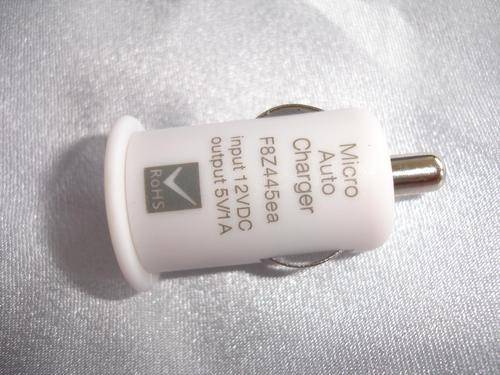 Micro
Auto
Charger
F8Z445ea
input 12VDC
output 5V/1A
RoHS